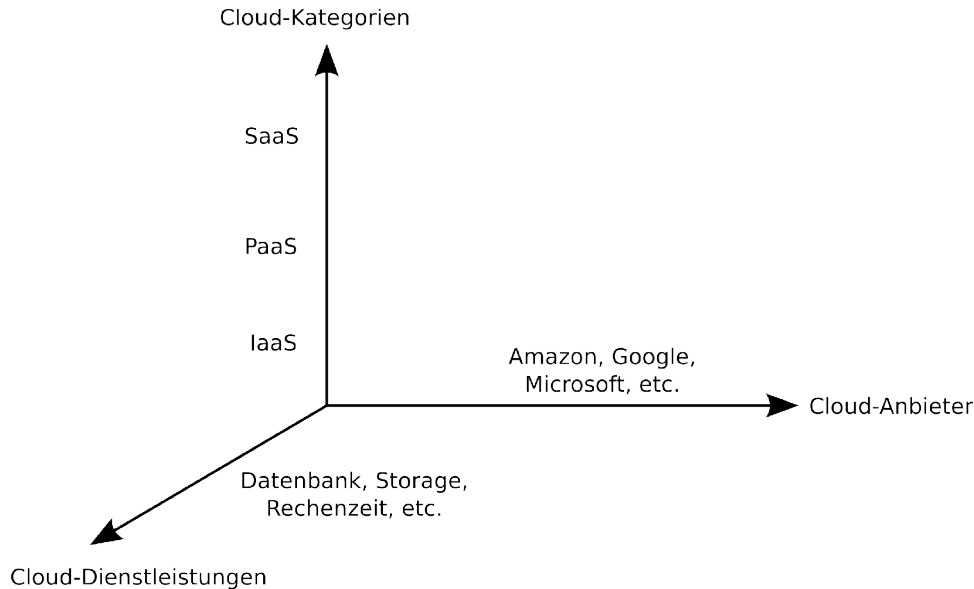 Cloud-Kategorien
SaaS
PaaS
IaaS
Amazon, Google,
Microsoft, etc.
Cloud-Anbieter
Datenbank, Storage,
Rechenzeit, etc.
Cloud-Dienstleistungen